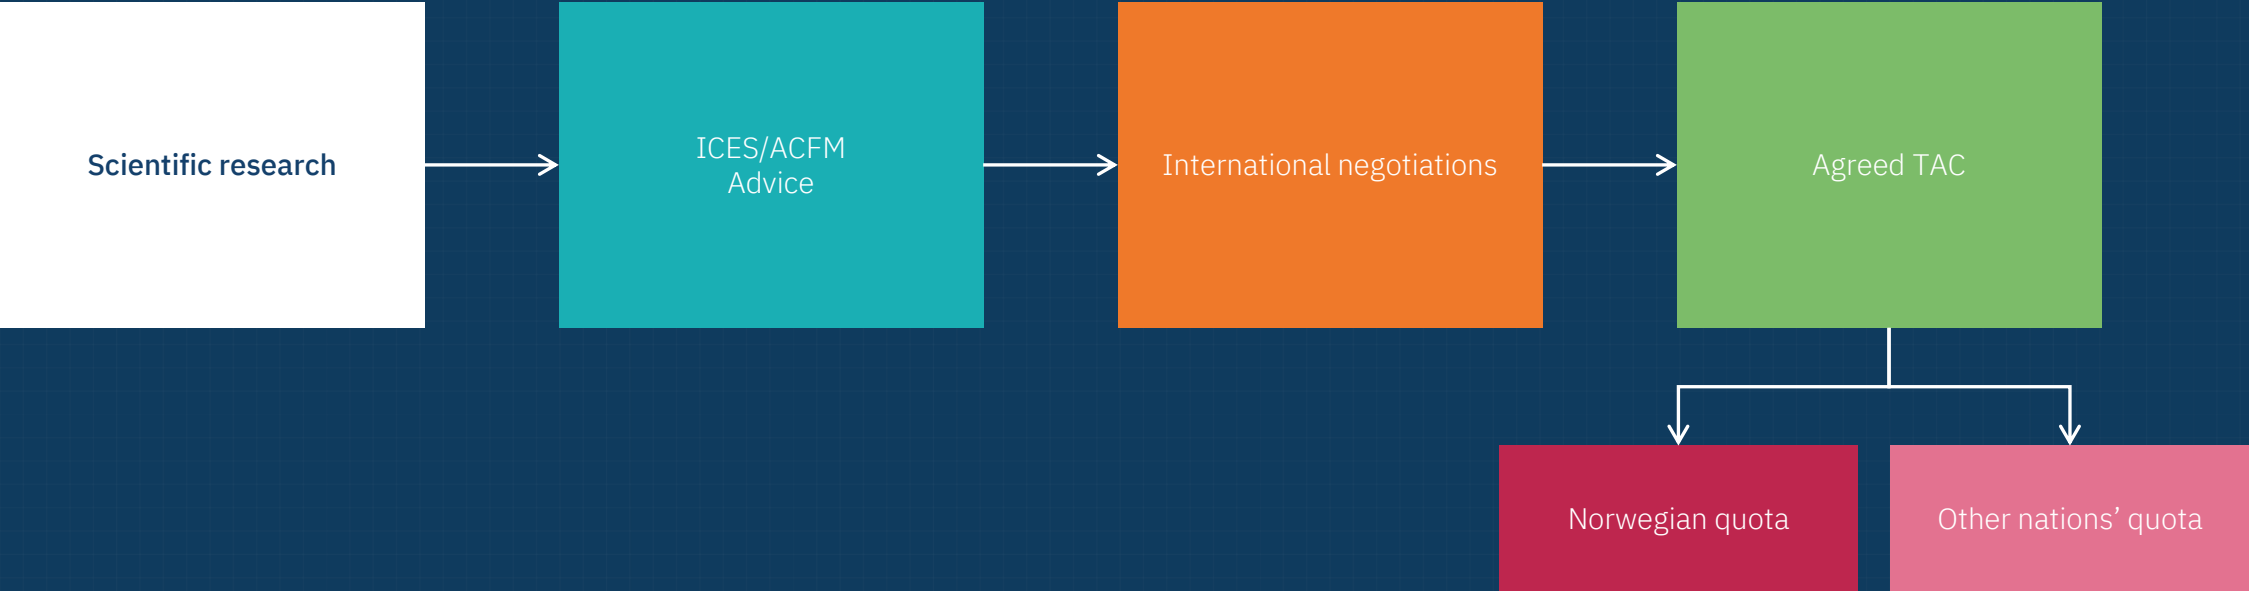 Scientific research
ICES/ACFM
Advice
International negotiations
Agreed TAC
Norwegian quota
Other nations’ quota